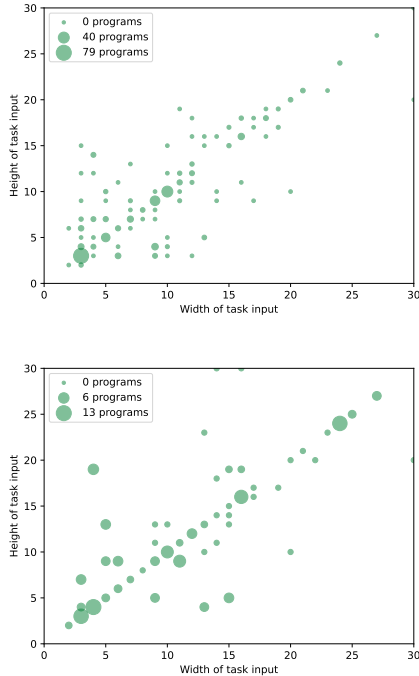 30
25
20
15
10
5
0
Height of task input
0 programs
40 programs
79 programs
0 5 10 15 20 25 30
Width of task input
30
25
20
15
10
5
0
Height of task input
0 programs
6 programs
13 programs
0 5 10 15 20 25 30
Width of task input